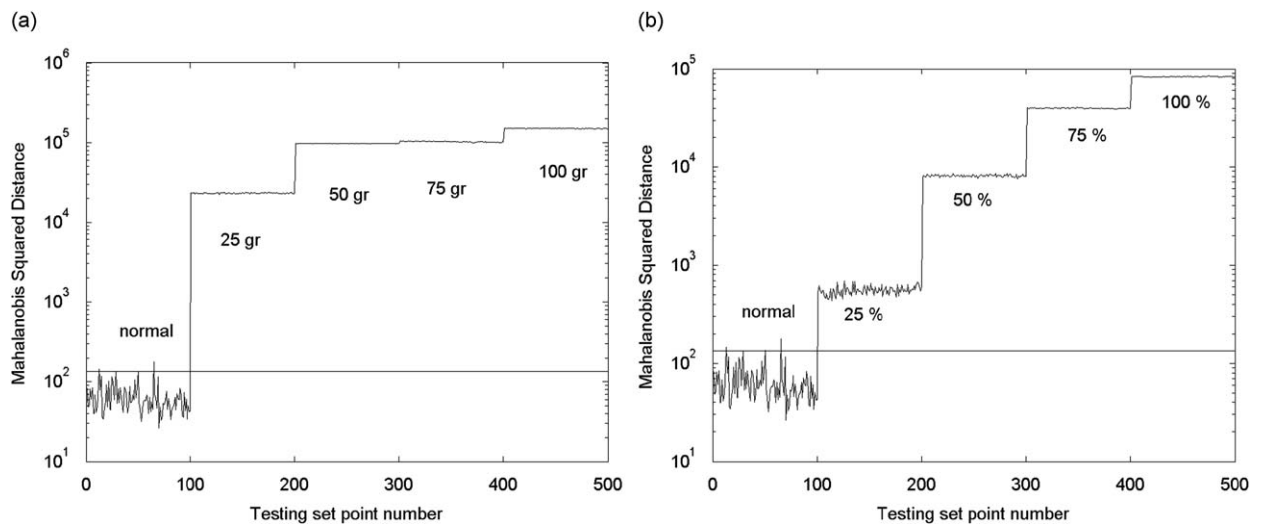 (a)
10^6
10^5
10^4
10^3
10^2
10^1
Mahalanobis Squared Distance
normal
25 gr
50 gr
75 gr
100 gr
0 100 200 300 400 500
Testing set point number
(b)
10^5
10^4
10^3
10^2
10^1
Mahalanobis Squared Distance
normal
25 %
50 %
75 %
100 %
0 100 200 300 400 500
Testing set point number